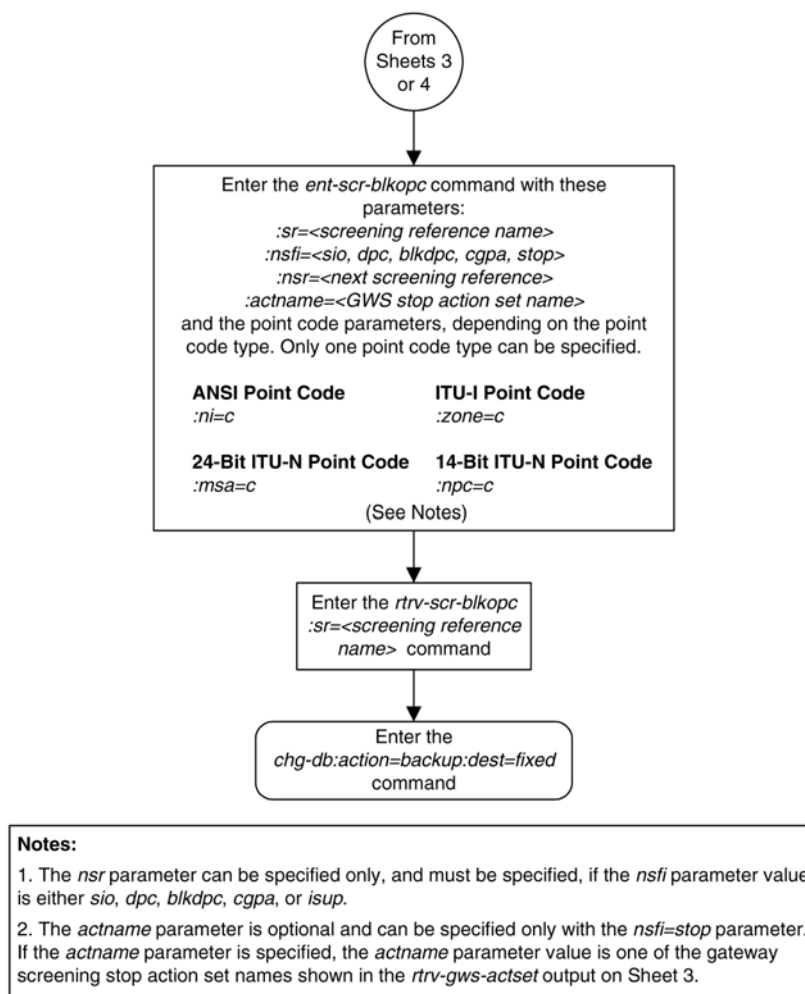 From
Sheets 3
or 4
Enter the ent-scr-blkopc command with these
parameters:
:sr=<screening reference name>
:nsfi=<sio, dpc, blkdpc, cgpa, stop>
:nsr=<next screening reference>
:actname=<GWS stop action set name>
and the point code parameters, depending on the point
code type. Only one point code type can be specified.
ANSI Point Code
:ni=c
ITU-I Point Code
:zone=c
24-Bit ITU-N Point Code
:msa=c
14-Bit ITU-N Point Code
:npc=c
(See Notes)
Enter the rtrv-scr-blkopc
:sr=<screening reference
name> command
Enter the
chg-db:action=backup:dest=fixed
command
Notes:
1. The nsr parameter can be specified only, and must be specified, if the nsfi parameter value
is either sio, dpc, blkdpc, cgpa, or isup.
2. The actname parameter is optional and can be specified only with the nsfi=stop parameter.
If the actname parameter is specified, the actname parameter value is one of the gateway
screening stop action set names shown in the rtrv-gws-actset output on Sheet 3.